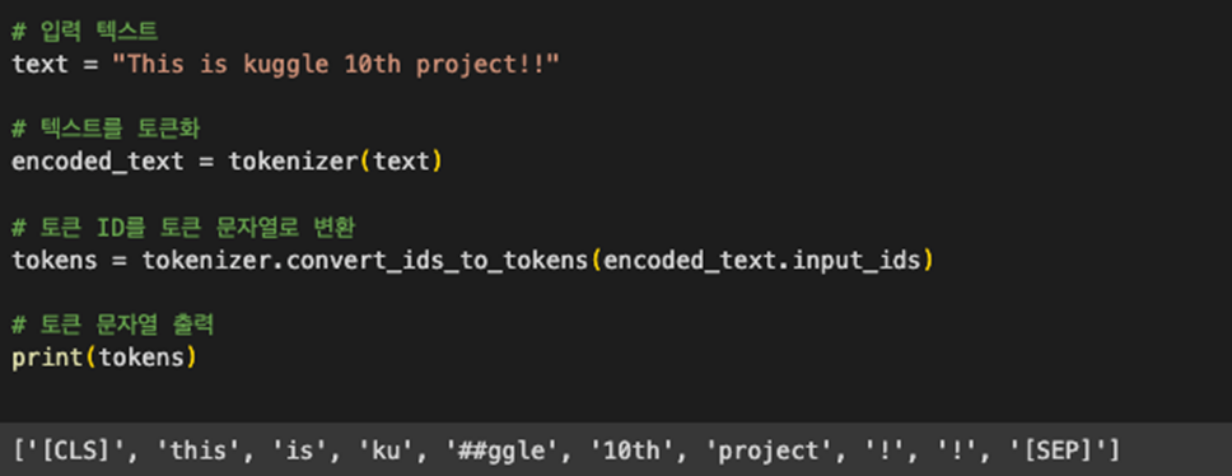 # 입력 텍스트
text = "This is kuggle 10th project!!"
# 텍스트를 토큰화
encoded_text = tokenizer(text)
# 토큰 ID를 토큰 문자열로 변환
tokens = tokenizer.convert_ids_to_tokens(encoded_text.input_ids)
# 토큰 문자열 출력
print(tokens)
['[CLS]', 'this', 'is', 'ku', '##ggle', '10th', 'project', '!', '!', '[SEP]']